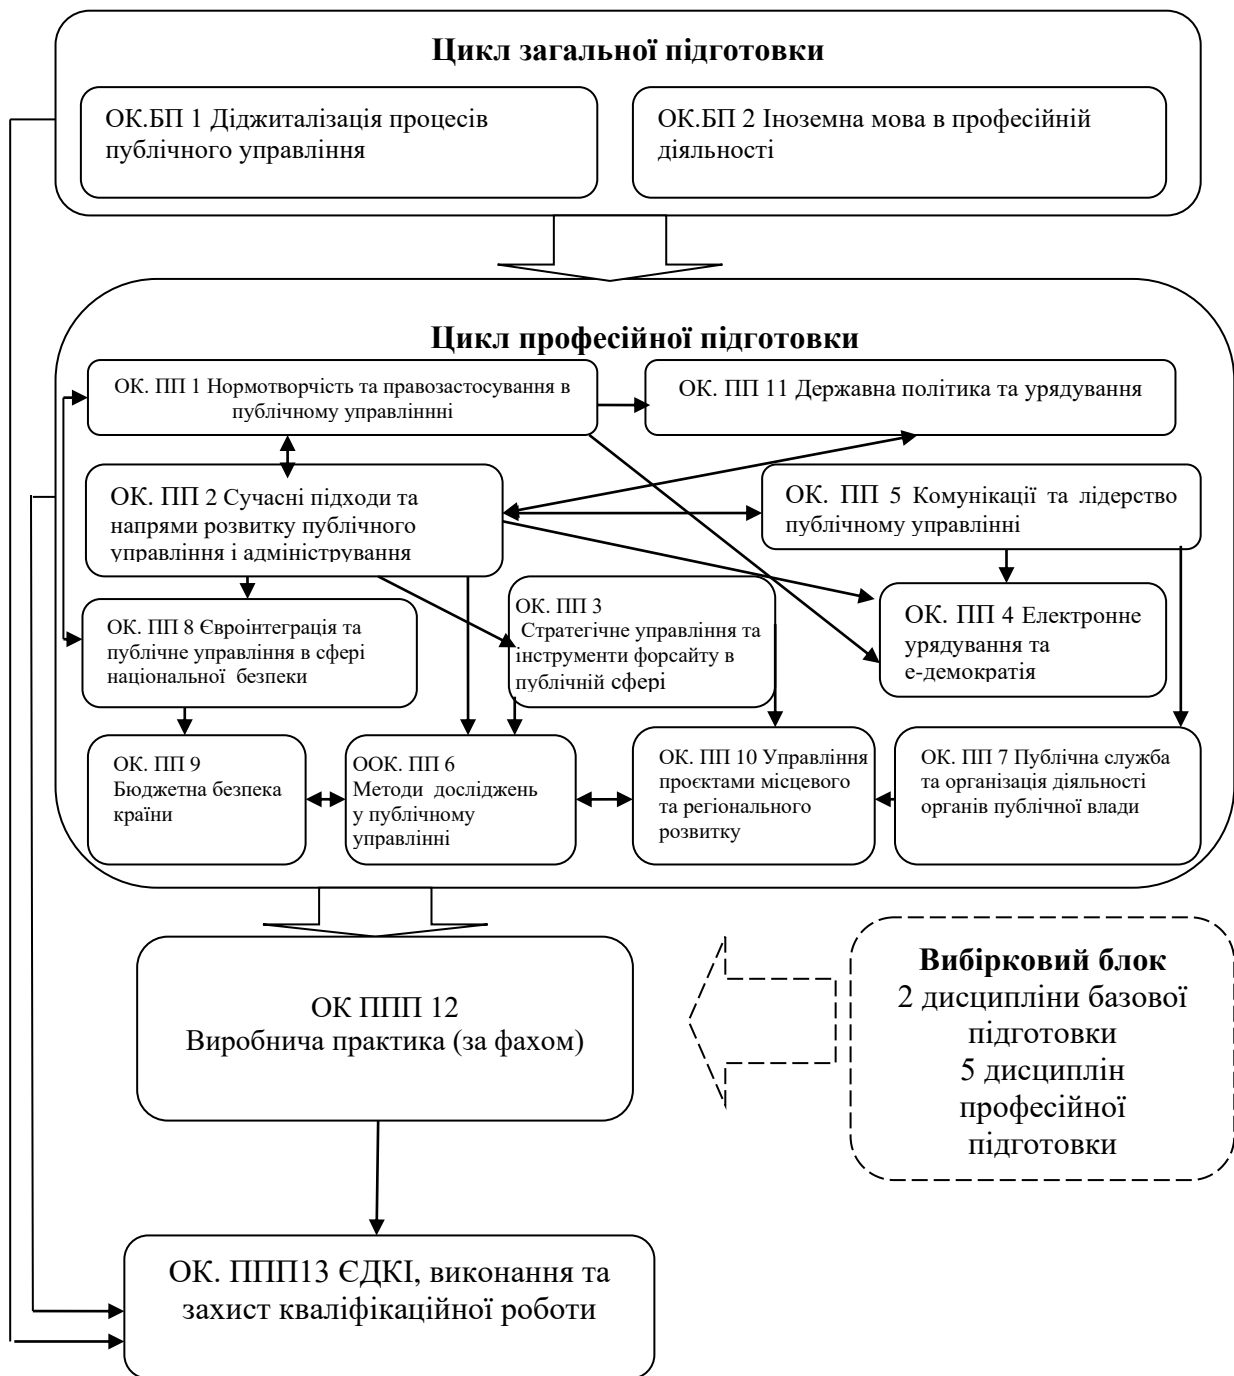 Цикл загальної підготовки
ОК.БП 1 Діджиталізація процесів
публічного управління
ОК.БП 2 Іноземна мова в професійній
діяльності
Цикл професійної підготовки
ОК. ПП 1 Нормотворчість та правозастосування в
публічному управліннні
ОК. ПП 11 Державна політика та урядування
ОК. ПП 2 Сучасні підходи та
напрями розвитку публічного
управління і адміністрування
ОК. ПП 5 Комунікації та лідерство
публічному управлінні
ОК. ПП 8 Євроінтеграція та
публічне управління в сфері
національної безпеки
ОК. ПП 3
Стратегічне управління та
інструменти форсайту в
публічній сфері
ОК. ПП 4 Електронне
урядування та
е-демократія
ОК. ПП 9
Бюджетна безпека
країни
ООК. ПП 6
Методи досліджень
у публічному
управлінні
ОК. ПП 10 Управління
проєктами місцевого
та регіонального
розвитку
ОК. ПП 7 Публічна служба
та організація діяльності
органів публічної влади
ОК ППП 12
Виробнича практика (за фахом)
Вибірковий блок
2 дисципліни базової
підготовки
5 дисциплін
професійної
підготовки
ОК. ППП13 ЄДКІ, виконання та
захист кваліфікаційної роботи